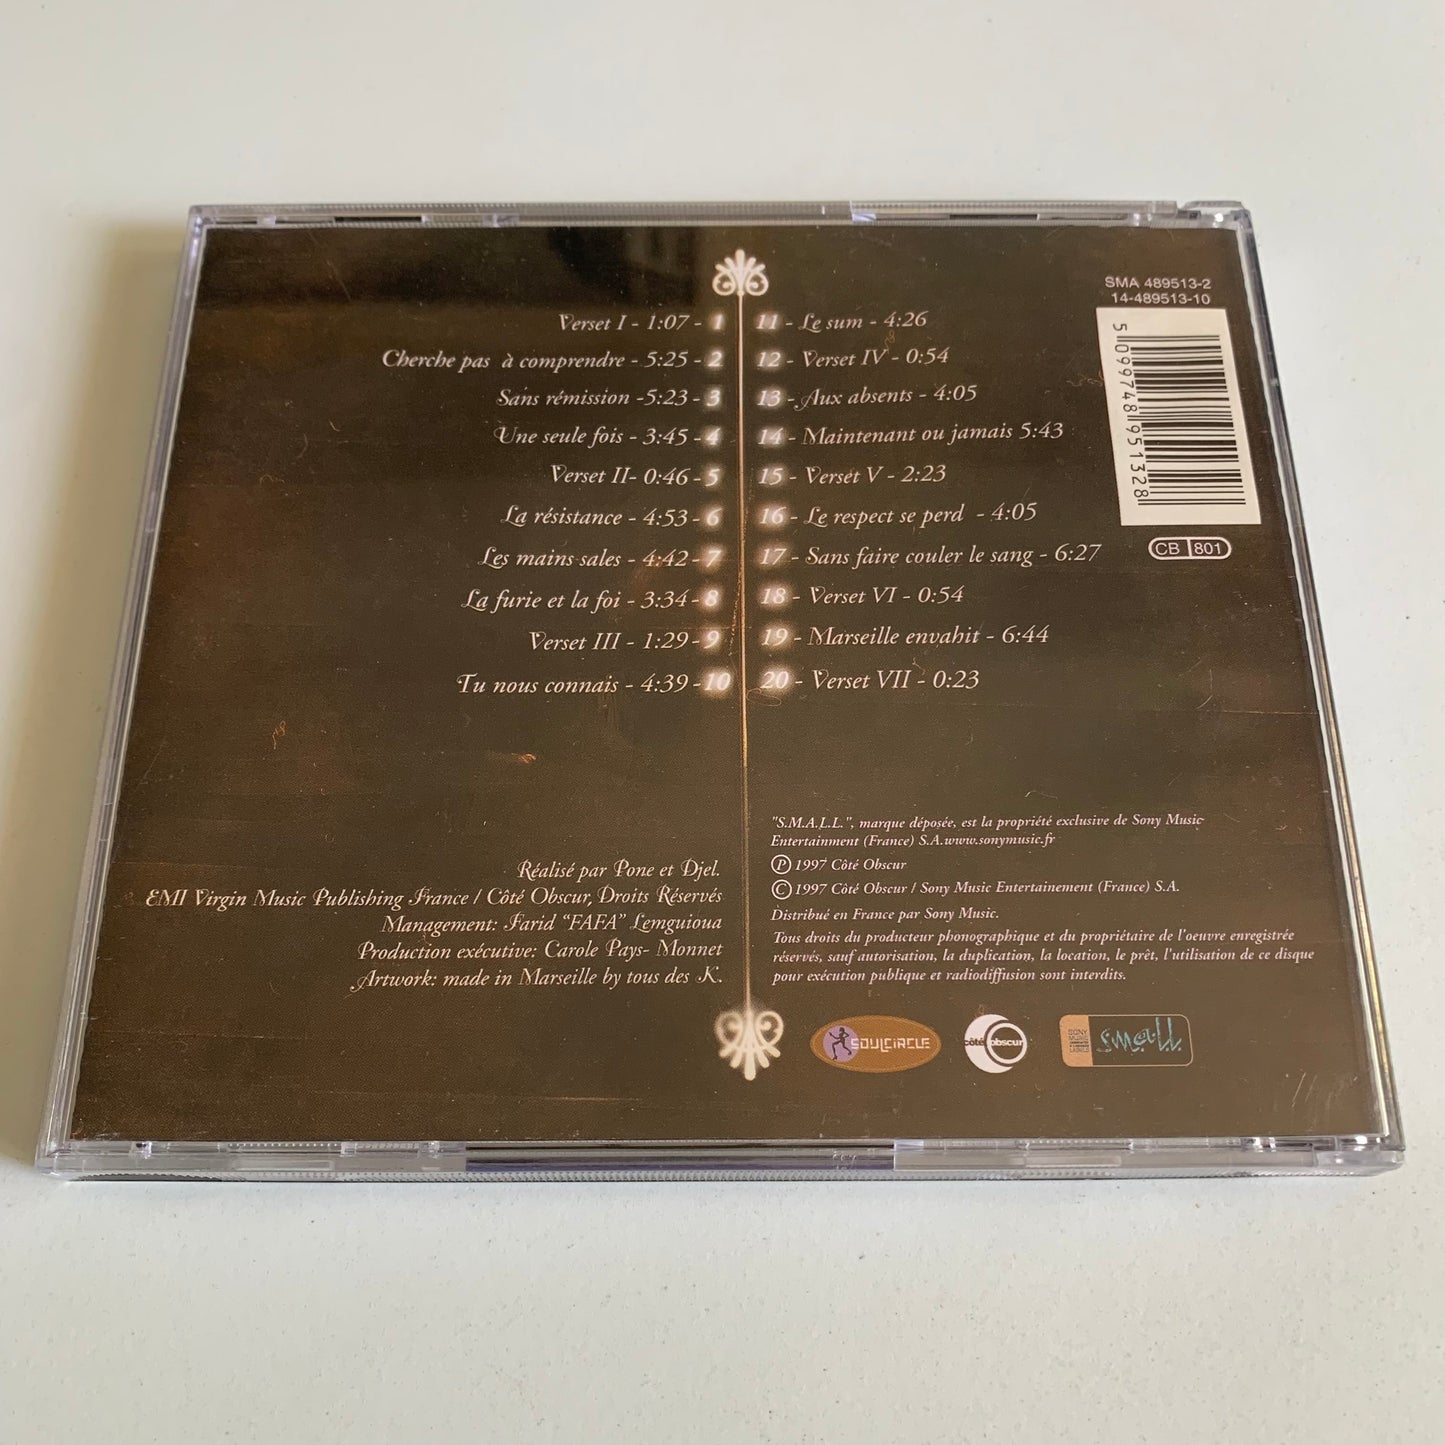 Verset I - 1:07 - 1
Cherche pas à comprendre - 5:25 - 2
Sans rémission -5:23 - 3
Une seule fois - 3:45 - 4
Verset II- 0:46 - 5
La résistance - 4:53 - 6
Les mains sales - 4:42 - 7
La furie et la foi - 3:34 - 8
Verset III - 1:29 - 9
Tu nous connais - 4:39 - 10
11 - Le sum - 4:26
12 - Verset IV - 0:54
13 - Aux absents - 4:05
14 - Maintenant ou jamais 5:43
15 - Verset V - 2:23
16 - Le respect se perd - 4:05
17 - Sans faire couler le sang - 6:27
18 - Verset VI - 0:54
19 - Marseille envahit - 6:44
20 - Verset VII - 0:23
SMA 489513-2
14-489513-10
5 099748 951328
CB 801
Réalisé par Pone et Djel.
EMI Virgin Music Publishing France / Côté Obscur, Droits Réservés
Management: Farid "FAFA" Lemguioua
Production exécutive: Carole Pays- Monnet
Artwork: made in Marseille by tous des K.
"S.M.A.L.L.", marque déposée, est la propriété exclusive de Sony Music
Entertainment (France) S.A.www.sonymusic.fr
℗ 1997 Côté Obscur
© 1997 Côté Obscur / Sony Music Entertainement (France) S.A.
Distribué en France par Sony Music.
Tous droits du producteur phonographique et du propriétaire de l'oeuvre enregistrée
réservés, sauf autorisation, la duplication, la location, le prêt, l'utilisation de ce disque
pour exécution publique et radiodiffusion sont interdits.
SOULCIRCLE
côté obscur
SONY
MUSIC
S.M.A.L.L.